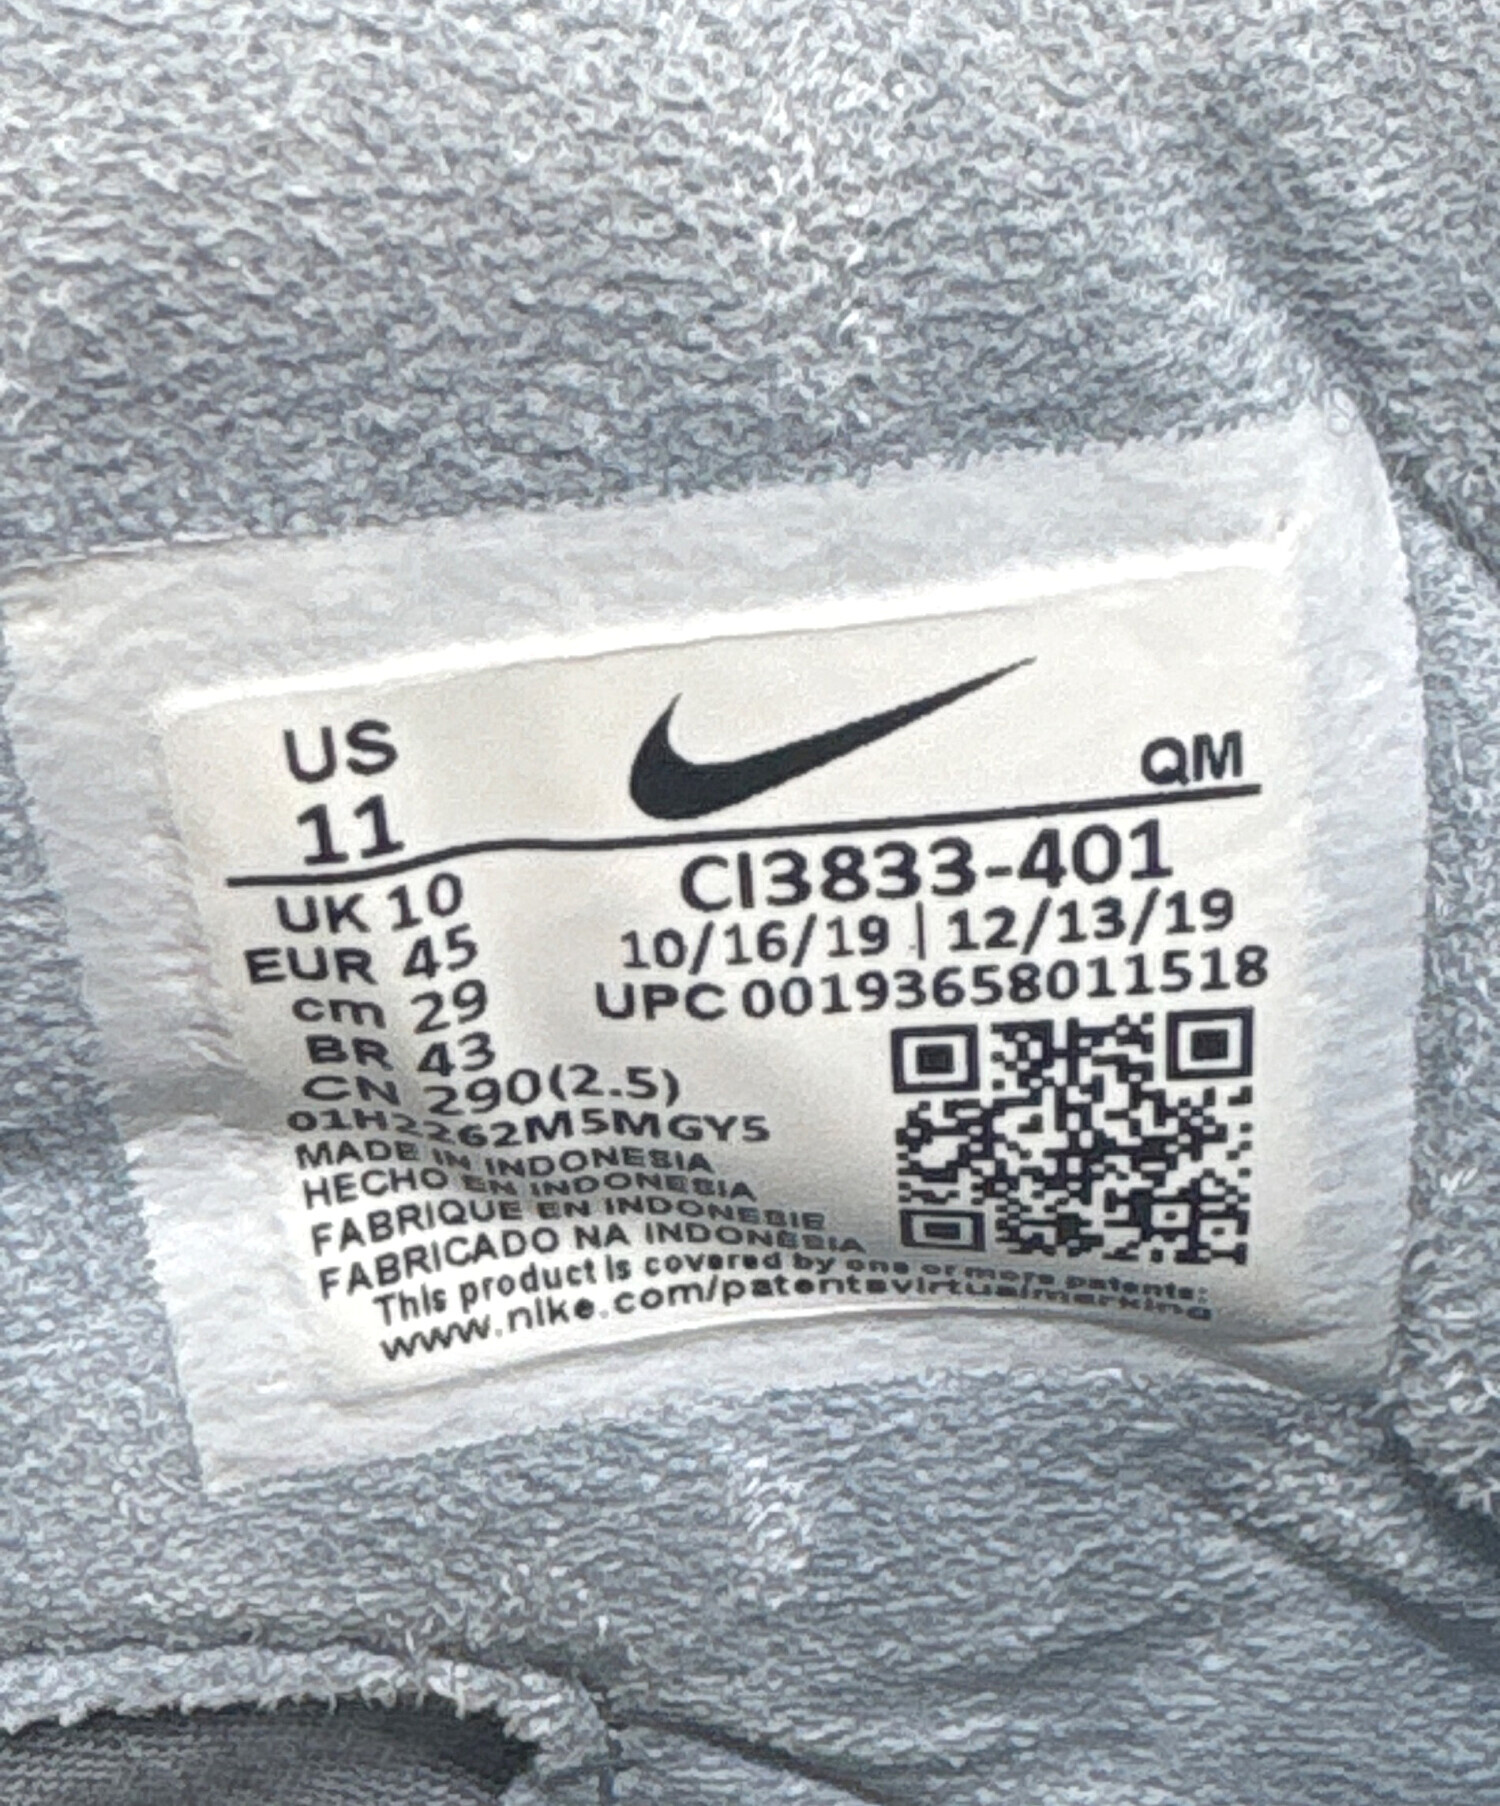 US
11
QM
UK 10
EUR 45
cm 29
BR 43
CN 290(2.5)
CI3833-401
10/16/19 | 12/13/19
UPC 00193658011518
01H2262M5MGY5
MADE IN INDONESIA
HECHO EN INDONESIA
FABRIQUE EN INDONESIE
FABRICADO NA INDONÉSIA
This product is covered by one or more patents:
www.nike.com/patentsvirtualmarking